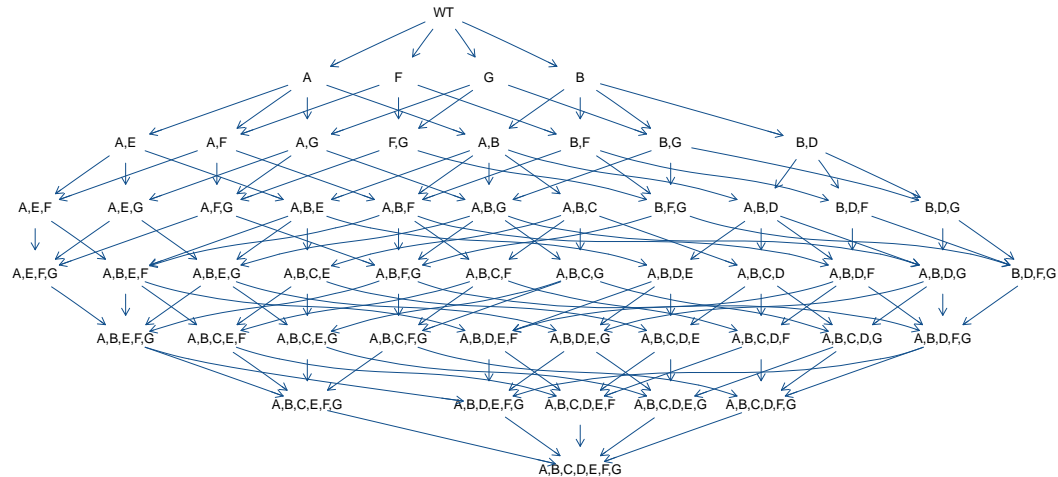 WT
A F G B
A,E A,F A,G F,G A,B B,F B,G B,D
A,E,F A,E,G A,F,G A,B,E A,B,F A,B,G A,B,C B,F,G A,B,D B,D,F B,D,G
A,E,F,G A,B,E,F A,B,E,G A,B,C,E A,B,F,G A,B,C,F A,B,C,G A,B,D,E A,B,C,D A,B,D,F A,B,D,G B,D,F,G
A,B,E,F,G A,B,C,E,F A,B,C,E,G A,B,C,F,G A,B,D,E,F A,B,D,E,G A,B,C,D,E A,B,C,D,F A,B,C,D,G A,B,D,F,G
A,B,C,E,F,G A,B,D,E,F,G A,B,C,D,E,F A,B,C,D,E,G A,B,C,D,F,G
A,B,C,D,E,F,G